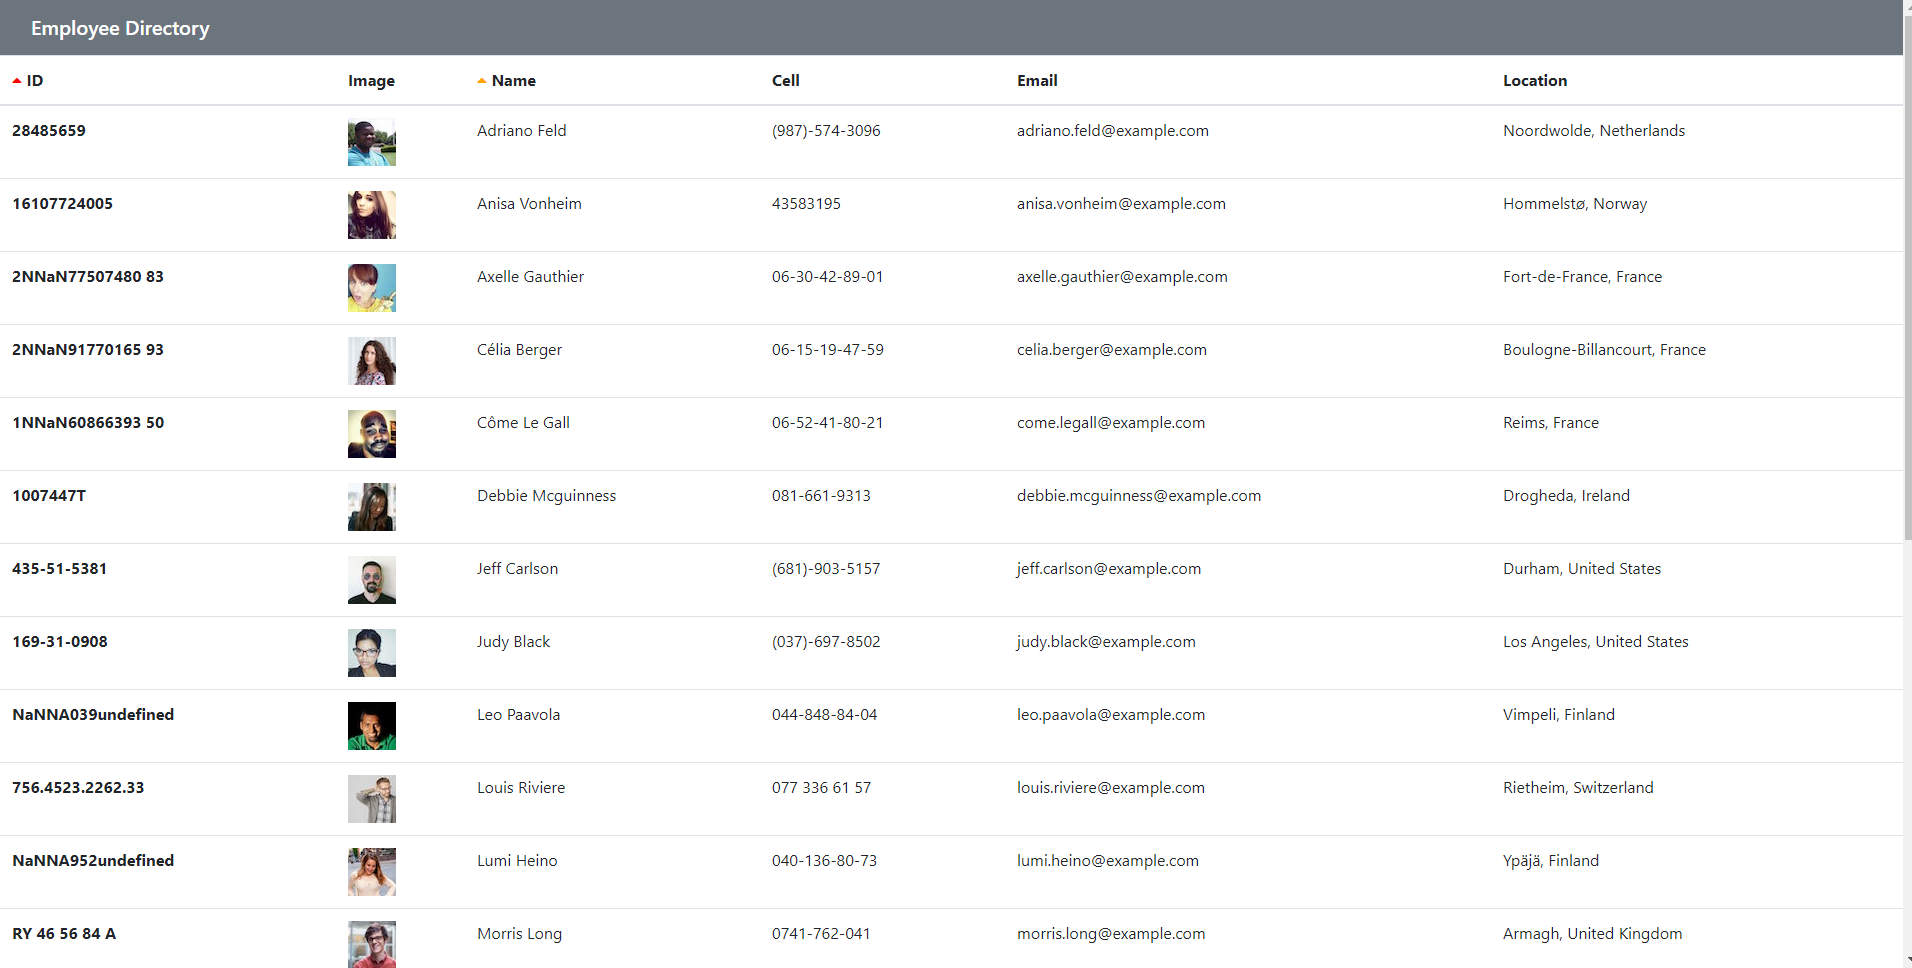 Employee Directory
ID Image Name Cell Email Location
28485659 Adriano Feld (987)-574-3096 adriano.feld@example.com Noordwolde, Netherlands
16107724005 Anisa Vonheim 43583195 anisa.vonheim@example.com Hommelstø, Norway
2NNaN77507480 83 Axelle Gauthier 06-30-42-89-01 axelle.gauthier@example.com Fort-de-France, France
2NNaN91770165 93 Célia Berger 06-15-19-47-59 celia.berger@example.com Boulogne-Billancourt, France
1NNaN60866393 50 Côme Le Gall 06-52-41-80-21 come.legall@example.com Reims, France
1007447T Debbie Mcguinness 081-661-9313 debbie.mcguinness@example.com Drogheda, Ireland
435-51-5381 Jeff Carlson (681)-903-5157 jeff.carlson@example.com Durham, United States
169-31-0908 Judy Black (037)-697-8502 judy.black@example.com Los Angeles, United States
NaNNA039undefined Leo Paavola 044-848-84-04 leo.paavola@example.com Vimpeli, Finland
756.4523.2262.33 Louis Riviere 077 336 61 57 louis.riviere@example.com Rietheim, Switzerland
NaNNA952undefined Lumi Heino 040-136-80-73 lumi.heino@example.com Ypäjä, Finland
RY 46 56 84 A Morris Long 0741-762-041 morris.long@example.com Armagh, United Kingdom